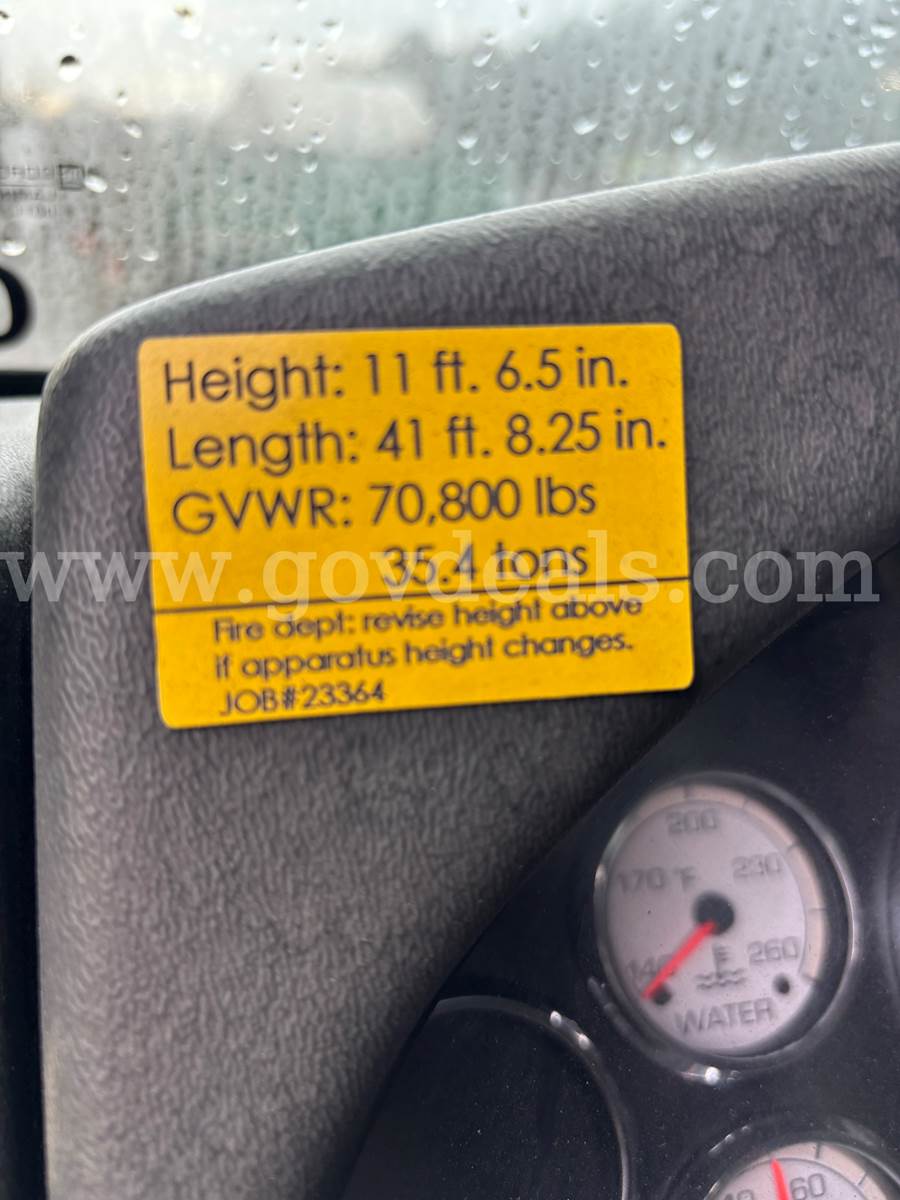 Height: 11 ft. 6.5 in.
Length: 41 ft. 8.25 in.
GVWR: 70,800 lbs
35.4 tons
www.govdeals.com
Fire dept: revise height above
if apparatus height changes.
JOB#23364
200
170 °F 230
140 260
WATER
60